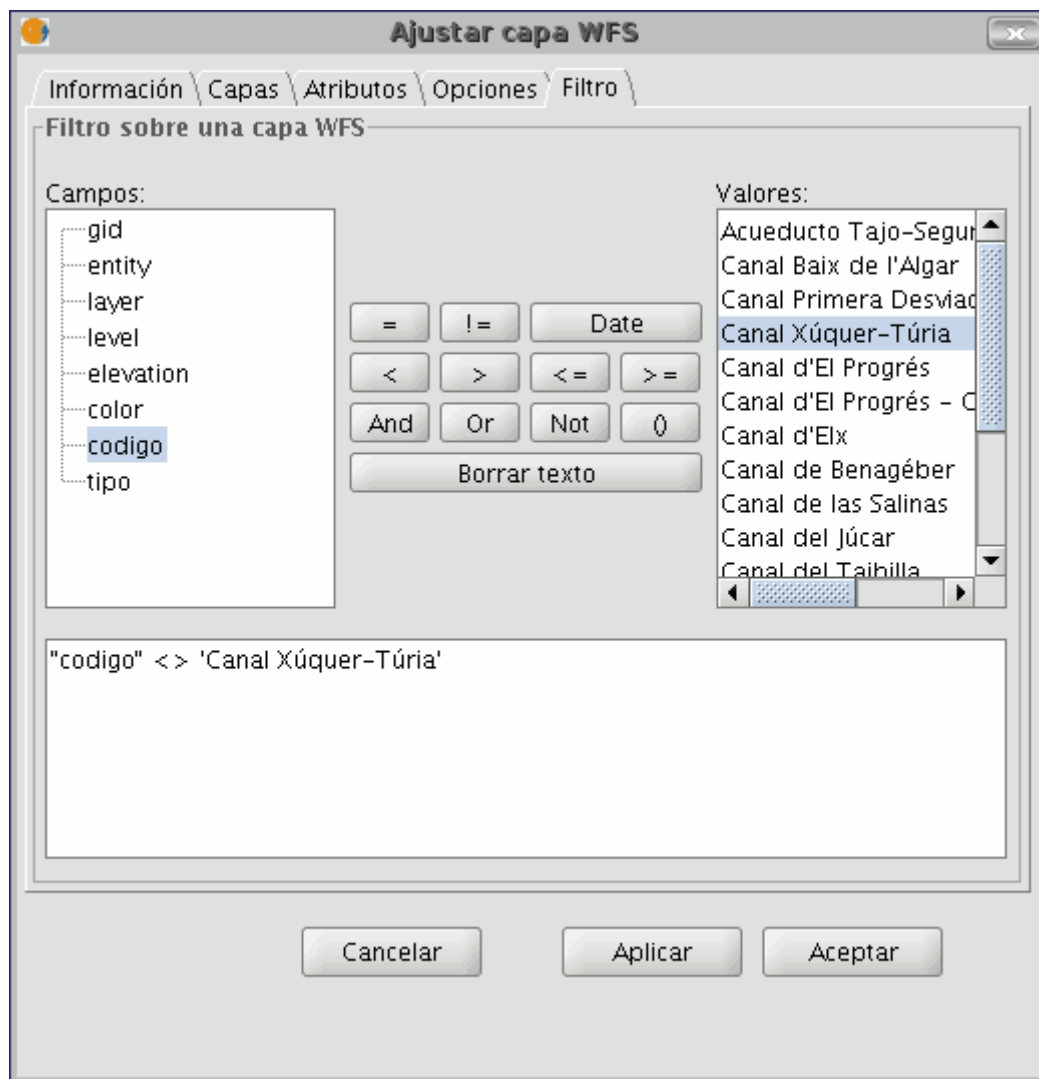 Ajustar capa WFS
Información Capas Atributos Opciones Filtro
Filtro sobre una capa WFS
Campos:
gid
entity
layer
level
elevation
color
codigo
tipo
= != Date
< > <= >=
And Or Not ()
Borrar texto
Valores:
Acueducto Tajo-Segur
Canal Baix de l'Algar
Canal Primera Desviac
Canal Xúquer-Túria
Canal d'El Progrés
Canal d'El Progrés - C
Canal d'Elx
Canal de Benagéber
Canal de las Salinas
Canal del Júcar
Canal del Taibilla
"codigo" <> 'Canal Xúquer-Túria'
Cancelar Aplicar Aceptar